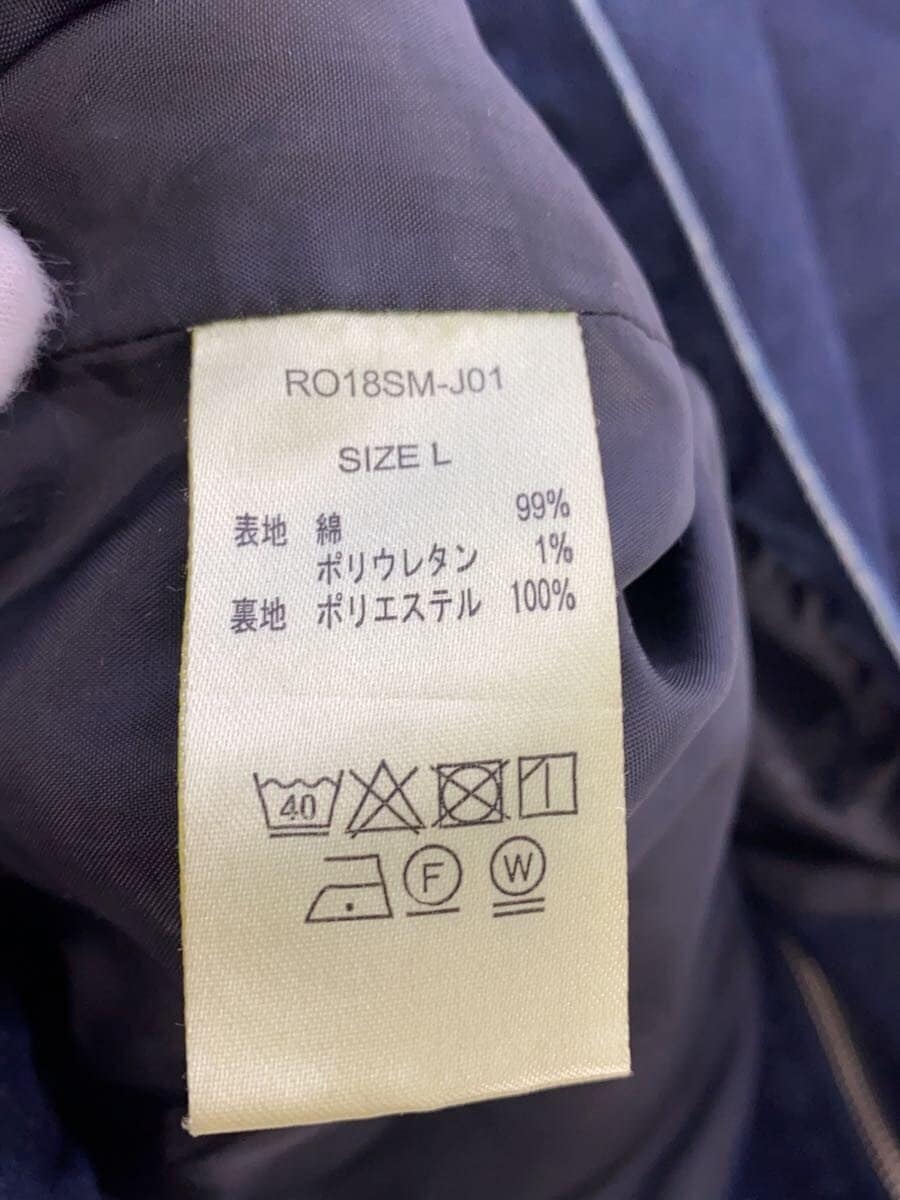 RO18SM-J01
SIZE L
表地 綿 99%
ポリウレタン 1%
裏地 ポリエステル 100%
40
F W